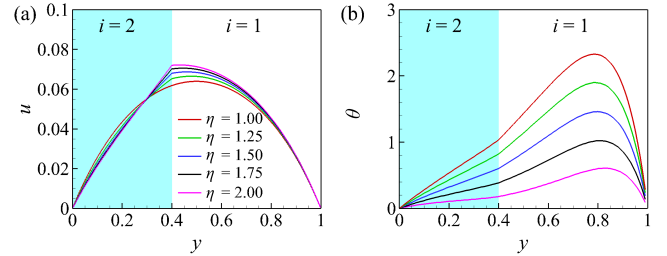 (a)
0.1
0.08
0.06
0.04
0.02
0
u
i = 2
i = 1
η = 1.00
η = 1.25
η = 1.50
η = 1.75
η = 2.00
0 0.2 0.4 0.6 0.8 1
y
(b)
3
2
1
0
θ
i = 2
i = 1
0 0.2 0.4 0.6 0.8 1
y